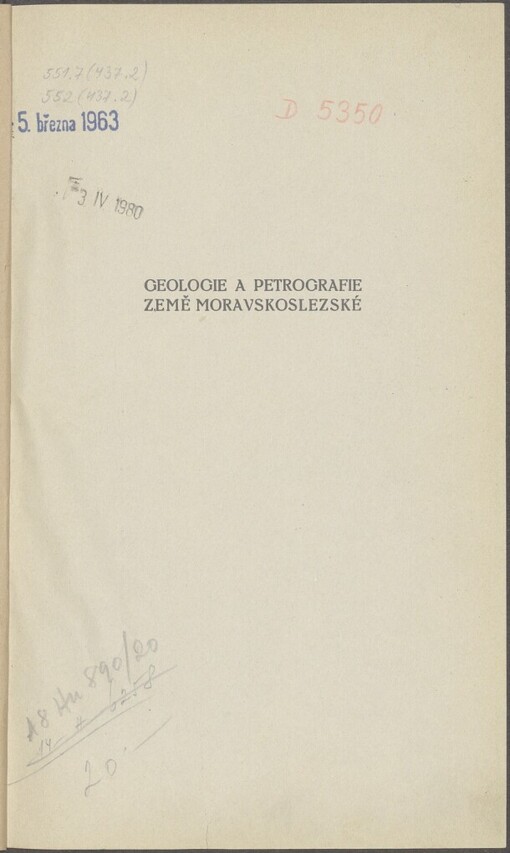 551.7 (437.2)
552 (437.2)
5. března 1963
D 5350
3 IV 1980
GEOLOGIE A PETROGRAFIE
ZEMĚ MORAVSKOSLEZSKÉ
20